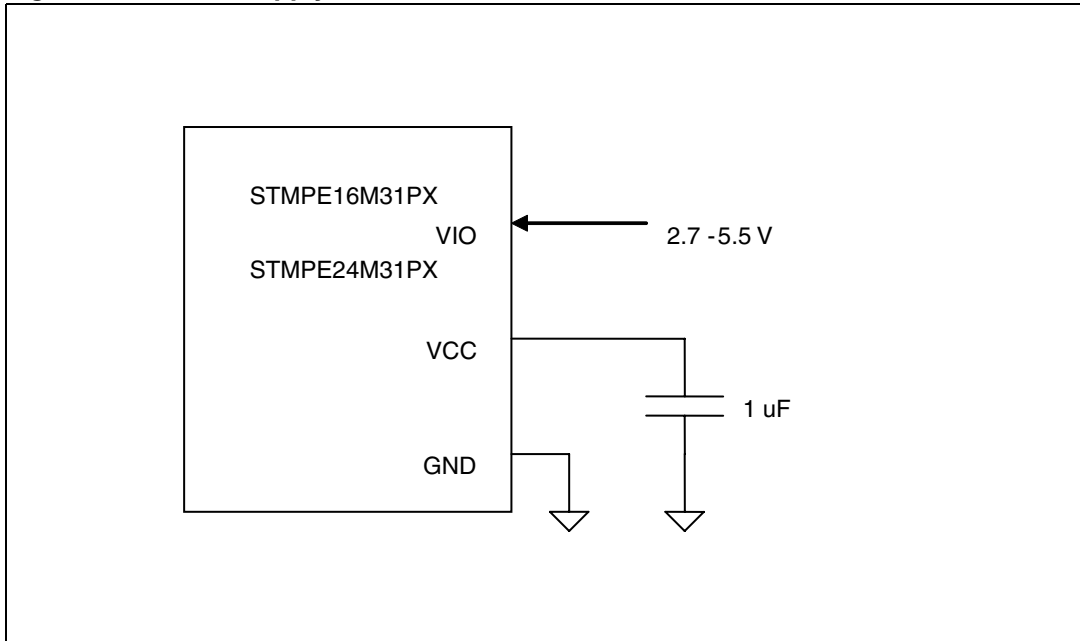 STMPE16M31PX
VIO
2.7 -5.5 V
STMPE24M31PX
VCC
1 uF
GND